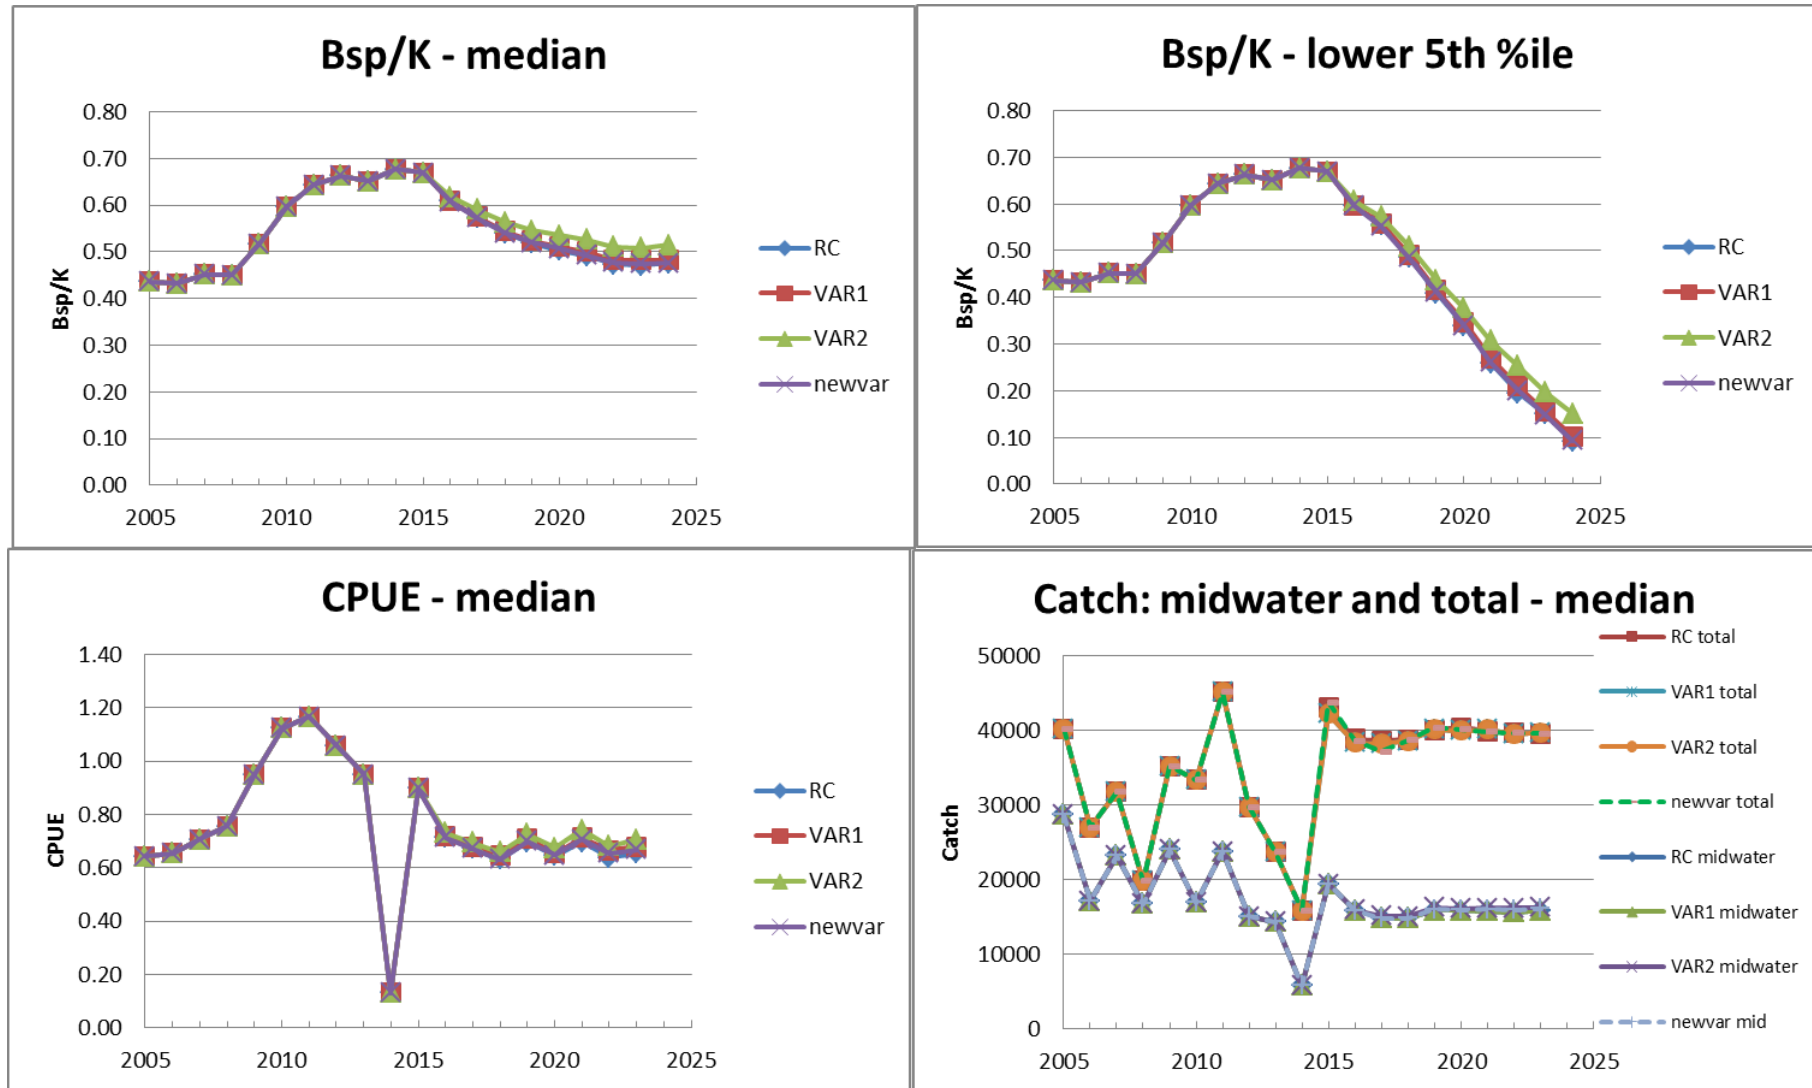 Bsp/K - median
0.80
0.70
0.60
0.50
0.40
0.30
0.20
0.10
0.00
Bsp/K
2005 2010 2015 2020 2025
RC
VAR1
VAR2
newvar
Bsp/K - lower 5th %ile
0.80
0.70
0.60
0.50
0.40
0.30
0.20
0.10
0.00
Bsp/K
2005 2010 2015 2020 2025
RC
VAR1
VAR2
newvar
CPUE - median
1.40
1.20
1.00
0.80
0.60
0.40
0.20
0.00
CPUE
2005 2010 2015 2020 2025
RC
VAR1
VAR2
newvar
Catch: midwater and total - median
50000
40000
30000
20000
10000
0
Catch
2005 2010 2015 2020 2025
RC total
VAR1 total
VAR2 total
newvar total
RC midwater
VAR1 midwater
VAR2 midwater
newvar mid